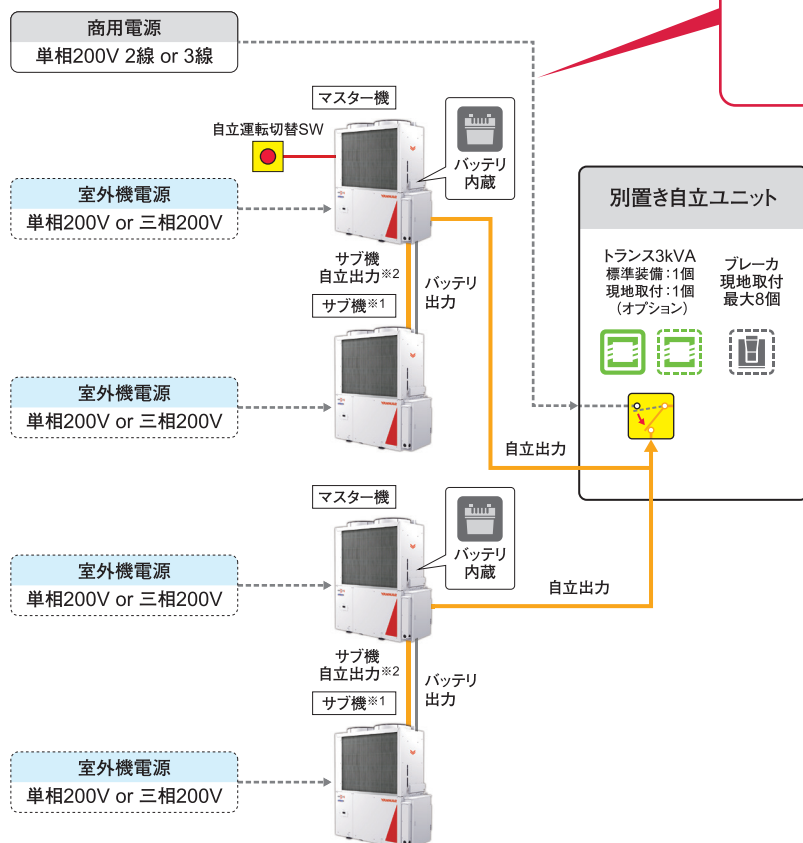 商用電源
単相200V 2線 or 3線
マスター機
自立運転切替SW
バッテリ
内蔵
室外機電源
単相200V or 三相200V
サブ機
自立出力※2
バッテリ
出力
サブ機※1
室外機電源
単相200V or 三相200V
別置き自立ユニット
トランス3kVA
標準装備：1個
現地取付：1個
（オプション）
ブレーカ
現地取付
最大8個
自立出力
マスター機
バッテリ
内蔵
室外機電源
単相200V or 三相200V
自立出力
サブ機
自立出力※2
バッテリ
出力
サブ機※1
室外機電源
単相200V or 三相200V